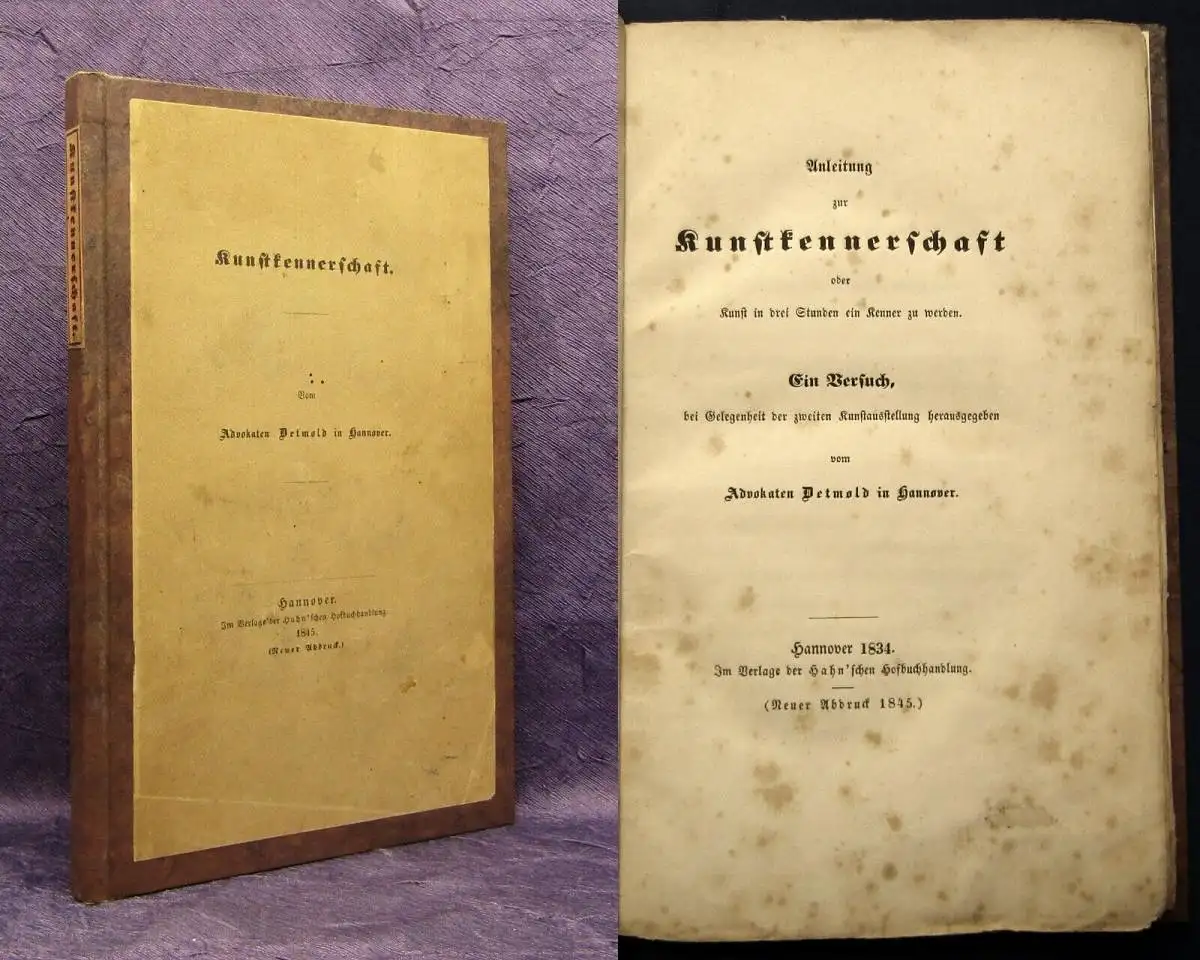 Kunstkennerschaft.
Kunstkennerschaft.
Vom
Advokaten Detmold in Hannover.
Hannover.
Im Verlage der Hahn'schen Hofbuchhandlung.
1845.
(Neuer Abdruck.)
Anleitung
zur
Kunstkennerschaft
oder
Kunst in drei Stunden ein Kenner zu werden.
Ein Versuch,
bei Gelegenheit der zweiten Kunstausstellung herausgegeben
vom
Advokaten Detmold in Hannover.
Hannover 1834.
Im Verlage der Hahn'schen Hofbuchhandlung.
(Neuer Abdruck 1845.)